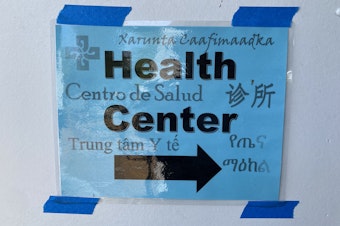 Xarunta Caafimaadka
Health
Centro de Salud 诊所
Center
Trung tâm Y tế
የጤና
ማዕከል